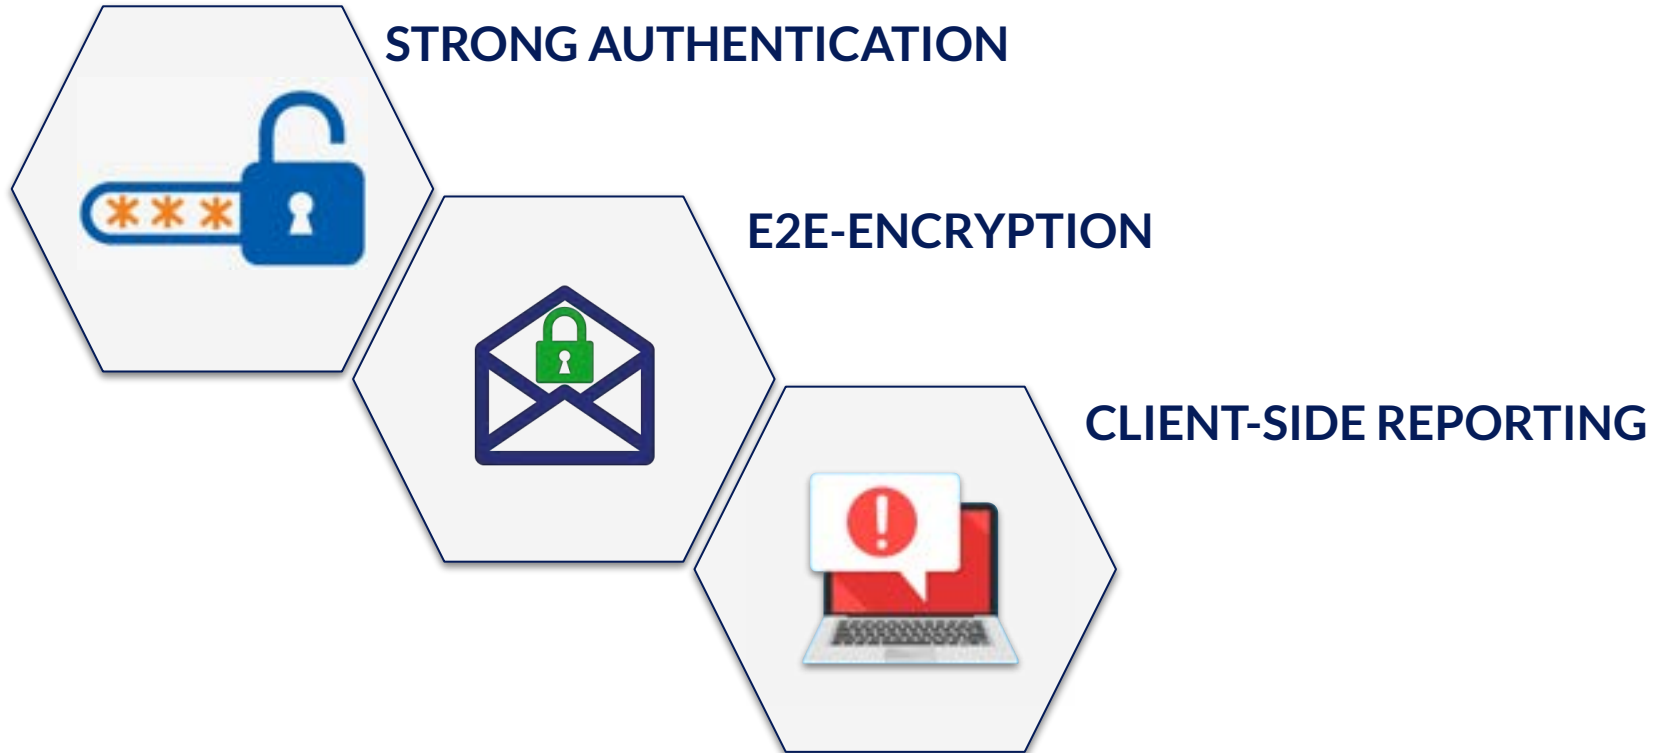 STRONG AUTHENTICATION
***
E2E-ENCRYPTION
CLIENT-SIDE REPORTING